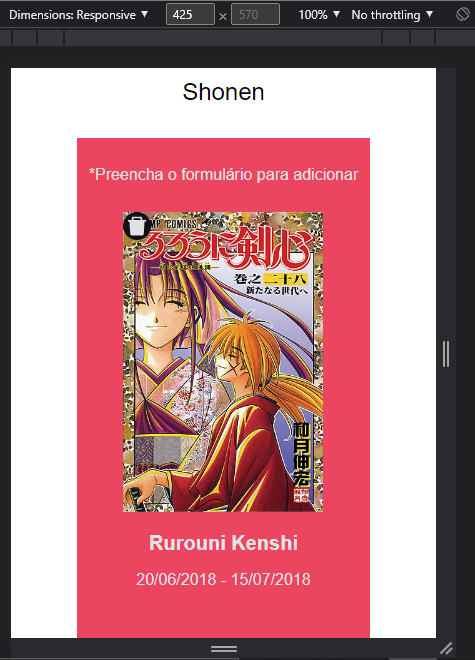 Dimensions: Responsive ▼ 425 × 570 100% ▼ No throttling ▼
Shonen
*Preencha o formulário para adicionar
MP COMICS
るろうに剣心
巻之二十八
新たなる世代へ
和月伸宏
Rurouni Kenshi
20/06/2018 - 15/07/2018